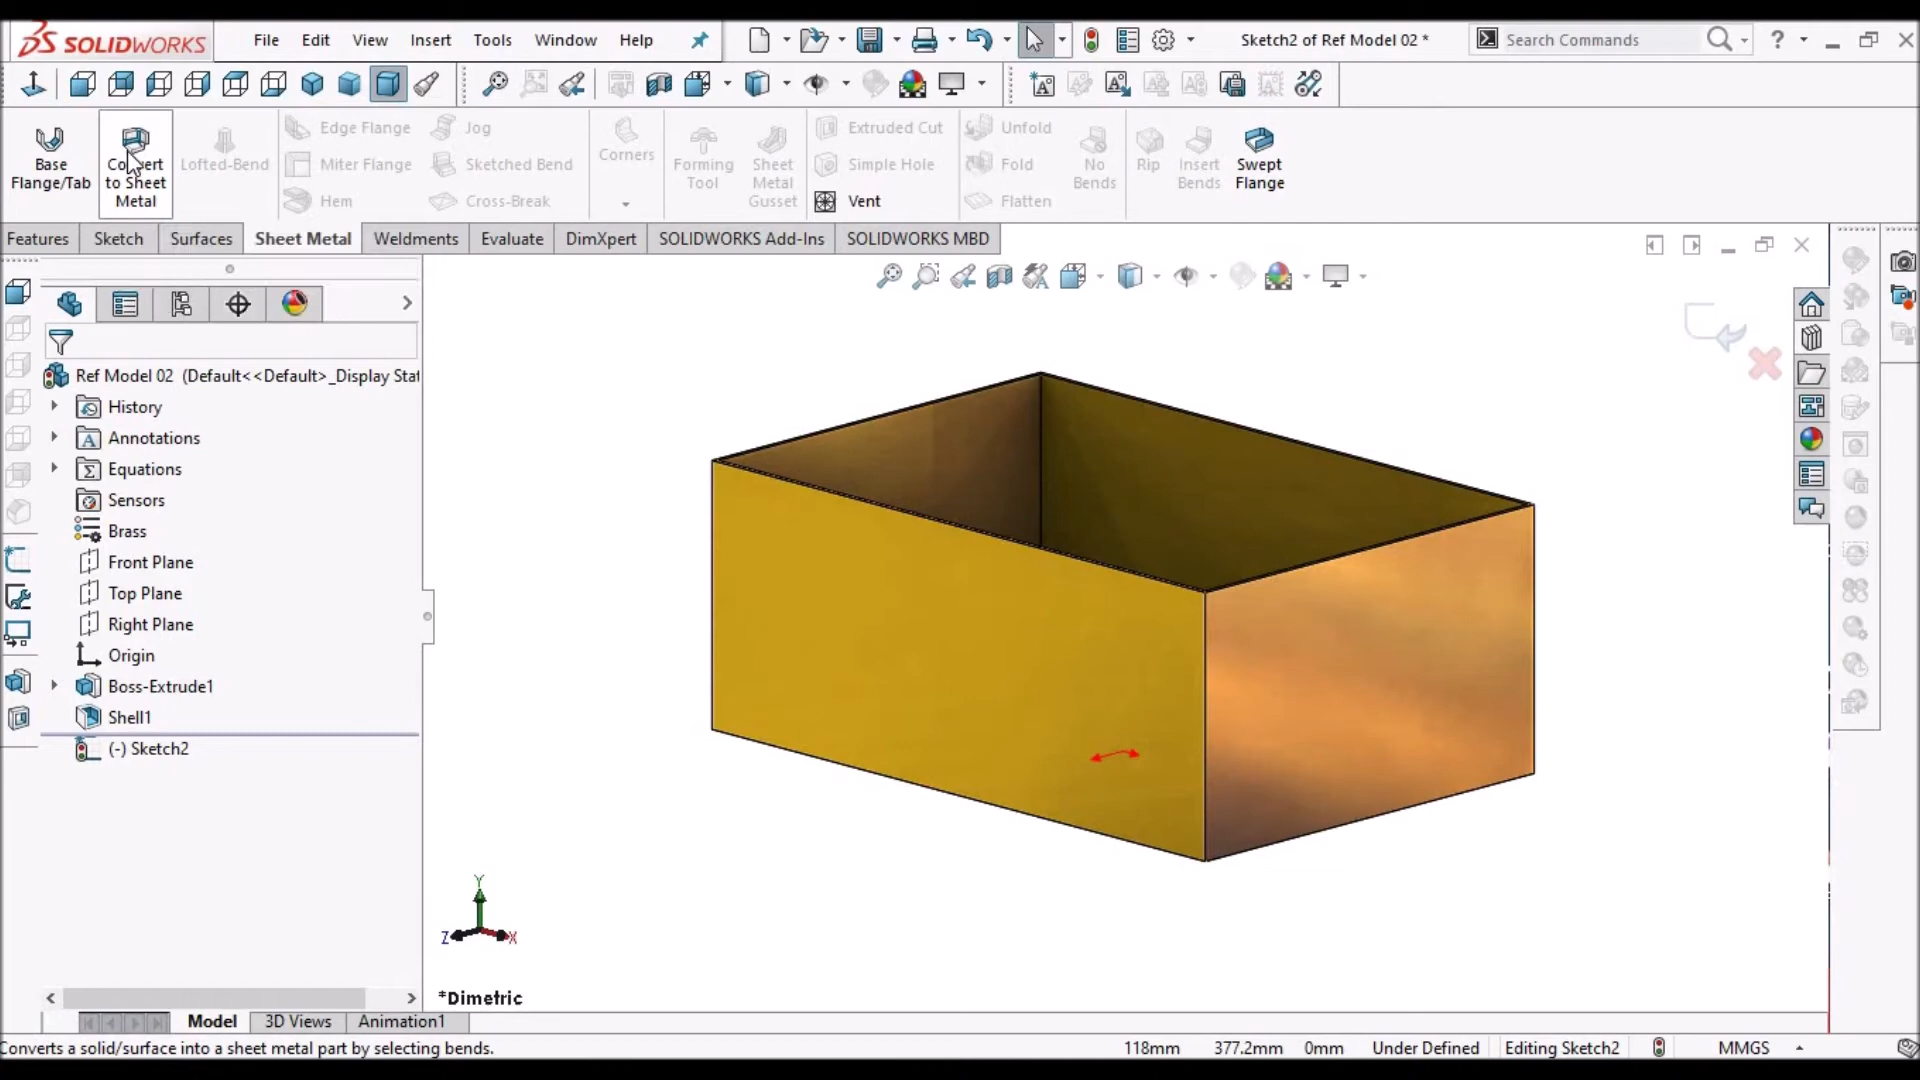 SOLIDWORKS File Edit View Insert Tools Window Help Sketch2 of Ref Model 02 * Search Commands ?
Base Flange/Tab
Convert to Sheet Metal
Lofted-Bend
Edge Flange
Miter Flange
Hem
Jog
Sketched Bend
Cross-Break
Corners
Forming Tool
Sheet Metal Gusset
Extruded Cut
Simple Hole
Vent
Unfold
Fold
Flatten
No Bends
Rip
Insert Bends
Swept Flange
Features Sketch Surfaces Sheet Metal Weldments Evaluate DimXpert SOLIDWORKS Add-Ins SOLIDWORKS MBD
Ref Model 02 (Default<<Default>_Display Stat
History
Annotations
Equations
Sensors
Brass
Front Plane
Top Plane
Right Plane
Origin
Boss-Extrude1
Shell1
(-) Sketch2
Y
Z X
*Dimetric
Model 3D Views Animation1
Converts a solid/surface into a sheet metal part by selecting bends. 118mm 377.2mm 0mm Under Defined Editing Sketch2 MMGS